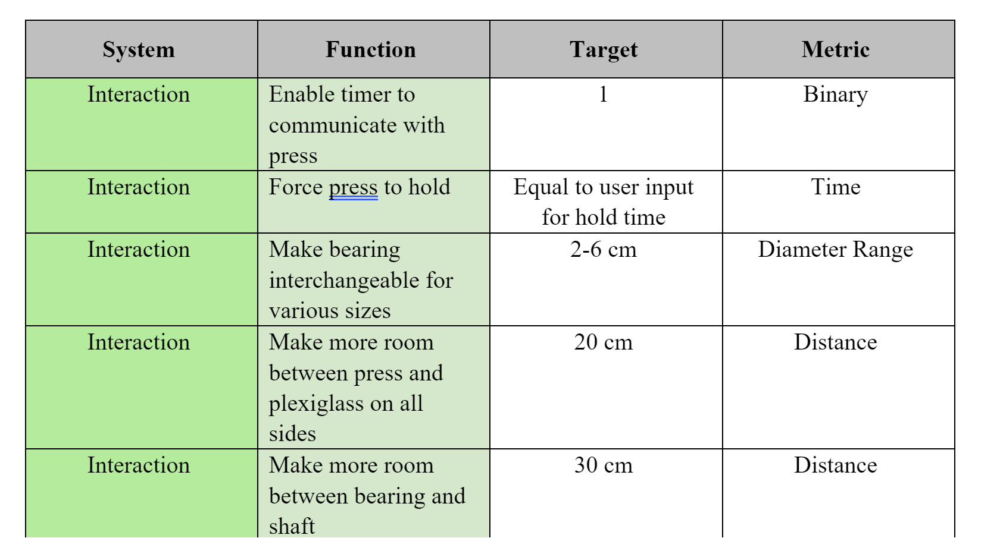 System Function Target Metric
Interaction Enable timer to 1 Binary
communicate with
press
Interaction Force press to hold Equal to user input Time
for hold time
Interaction Make bearing 2-6 cm Diameter Range
interchangeable for
various sizes
Interaction Make more room 20 cm Distance
between press and
plexiglass on all
sides
Interaction Make more room 30 cm Distance
between bearing and
shaft